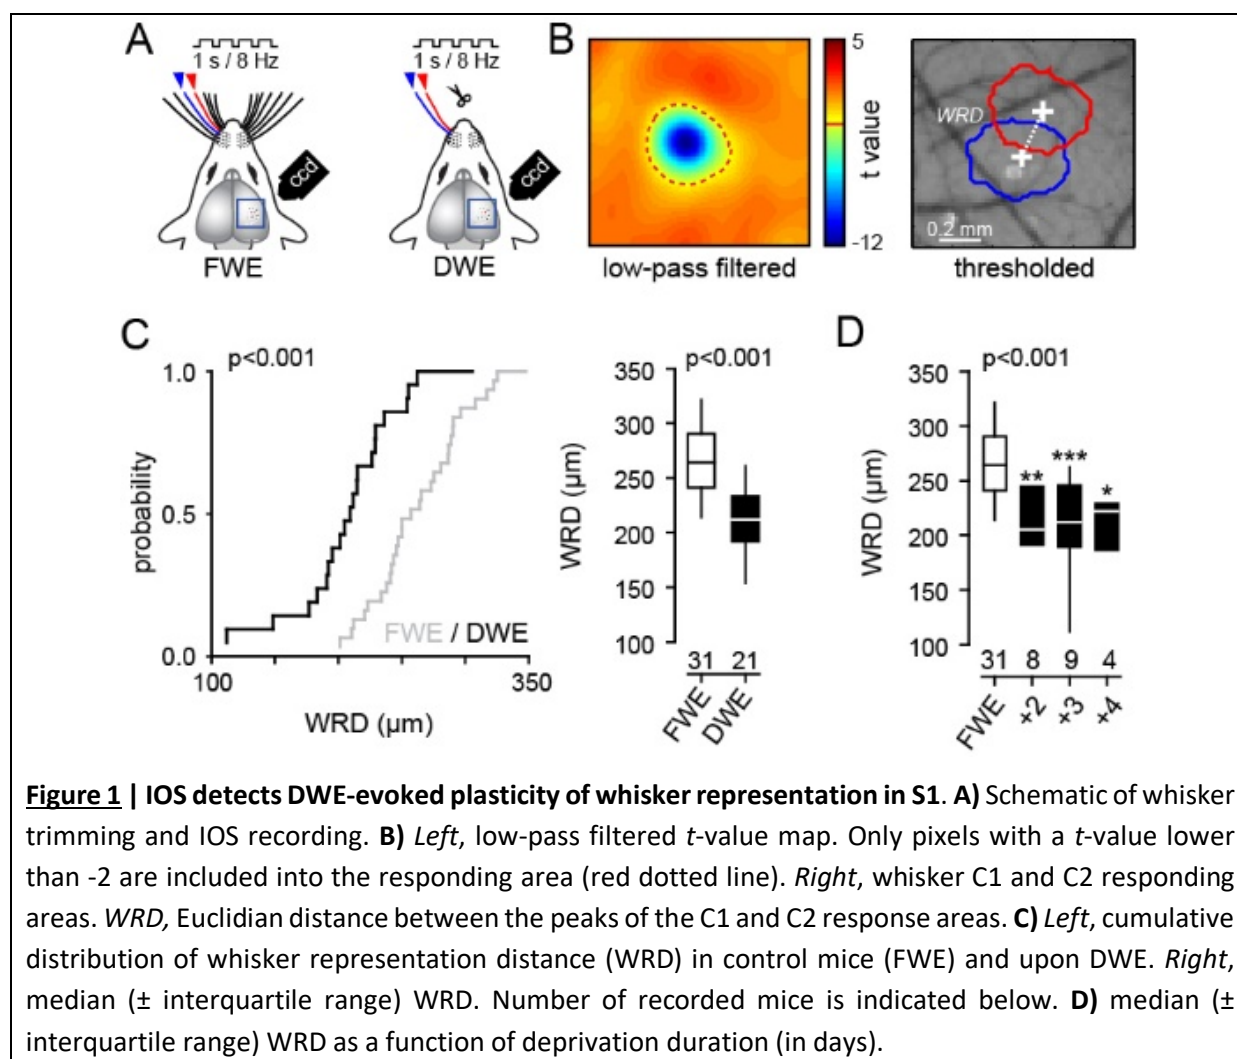 A
1 s / 8 Hz
1 s / 8 Hz
ccd
ccd
FWE
DWE
B
5
t value
-12
low-pass filtered
WRD
0.2 mm
thresholded
C
p<0.001
1.0
0.5
0.0
probability
FWE / DWE
100
350
WRD (µm)
p<0.001
350
300
250
200
150
100
WRD (µm)
31 21
FWE
DWE
D
p<0.001
350
300
250
200
150
100
WRD (µm)
**
***
*
31 8 9 4
FWE
+2
+3
+4
Figure 1 | IOS detects DWE-evoked plasticity of whisker representation in S1. A) Schematic of whisker
trimming and IOS recording. B) Left, low-pass filtered t-value map. Only pixels with a t-value lower
than -2 are included into the responding area (red dotted line). Right, whisker C1 and C2 responding
areas. WRD, Euclidian distance between the peaks of the C1 and C2 response areas. C) Left, cumulative
distribution of whisker representation distance (WRD) in control mice (FWE) and upon DWE. Right,
median (± interquartile range) WRD. Number of recorded mice is indicated below. D) median (±
interquartile range) WRD as a function of deprivation duration (in days).